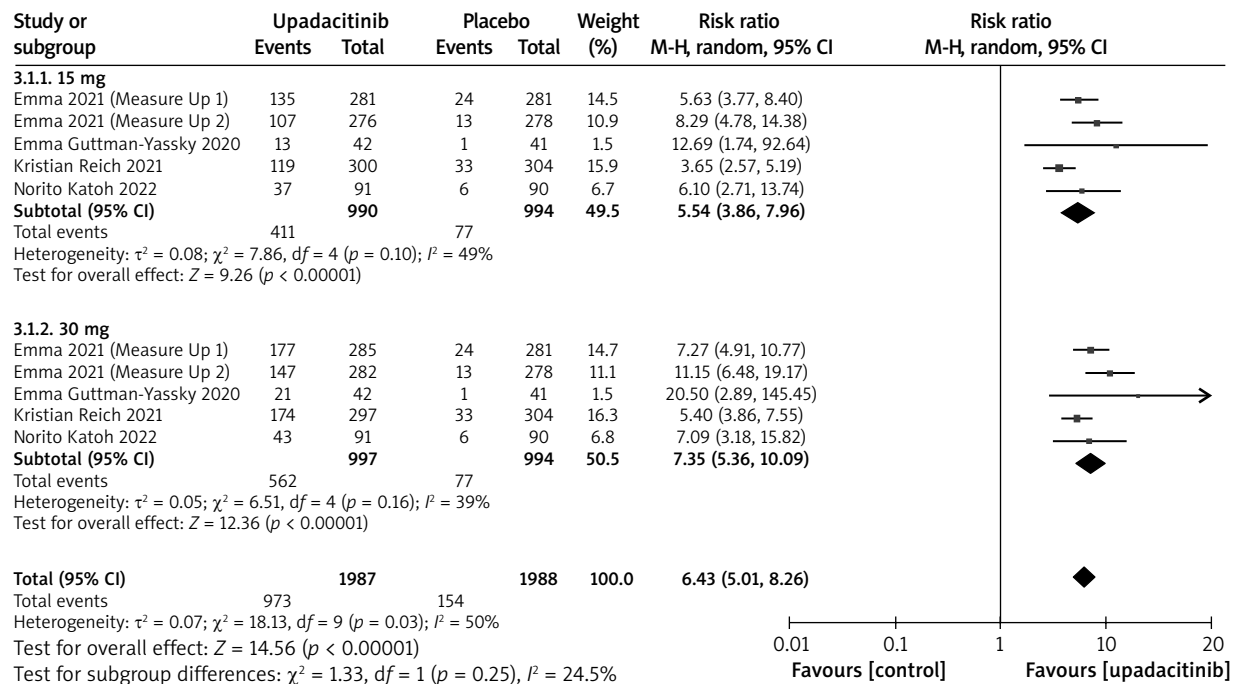 Study or Upadacitinib Placebo Weight Risk ratio Risk ratio
subgroup Events Total Events Total (%) M-H, random, 95% CI M-H, random, 95% CI
3.1.1. 15 mg
Emma 2021 (Measure Up 1) 135 281 24 281 14.5 5.63 (3.77, 8.40)
Emma 2021 (Measure Up 2) 107 276 13 278 10.9 8.29 (4.78, 14.38)
Emma Guttman-Yassky 2020 13 42 1 41 1.5 12.69 (1.74, 92.64)
Kristian Reich 2021 119 300 33 304 15.9 3.65 (2.57, 5.19)
Norito Katoh 2022 37 91 6 90 6.7 6.10 (2.71, 13.74)
Subtotal (95% CI) 990 994 49.5 5.54 (3.86, 7.96)
Total events 411 77
Heterogeneity: τ² = 0.08; χ² = 7.86, df = 4 (p = 0.10); I² = 49%
Test for overall effect: Z = 9.26 (p < 0.00001)
3.1.2. 30 mg
Emma 2021 (Measure Up 1) 177 285 24 281 14.7 7.27 (4.91, 10.77)
Emma 2021 (Measure Up 2) 147 282 13 278 11.1 11.15 (6.48, 19.17)
Emma Guttman-Yassky 2020 21 42 1 41 1.5 20.50 (2.89, 145.45)
Kristian Reich 2021 174 297 33 304 16.3 5.40 (3.86, 7.55)
Norito Katoh 2022 43 91 6 90 6.8 7.09 (3.18, 15.82)
Subtotal (95% CI) 997 994 50.5 7.35 (5.36, 10.09)
Total events 562 77
Heterogeneity: τ² = 0.05; χ² = 6.51, df = 4 (p = 0.16); I² = 39%
Test for overall effect: Z = 12.36 (p < 0.00001)
Total (95% CI) 1987 1988 100.0 6.43 (5.01, 8.26)
Total events 973 154
Heterogeneity: τ² = 0.07; χ² = 18.13, df = 9 (p = 0.03); I² = 50%
Test for overall effect: Z = 14.56 (p < 0.00001) 0.01 0.1 1 10 20
Test for subgroup differences: χ² = 1.33, df = 1 (p = 0.25), I² = 24.5% Favours [control] Favours [upadacitinib]